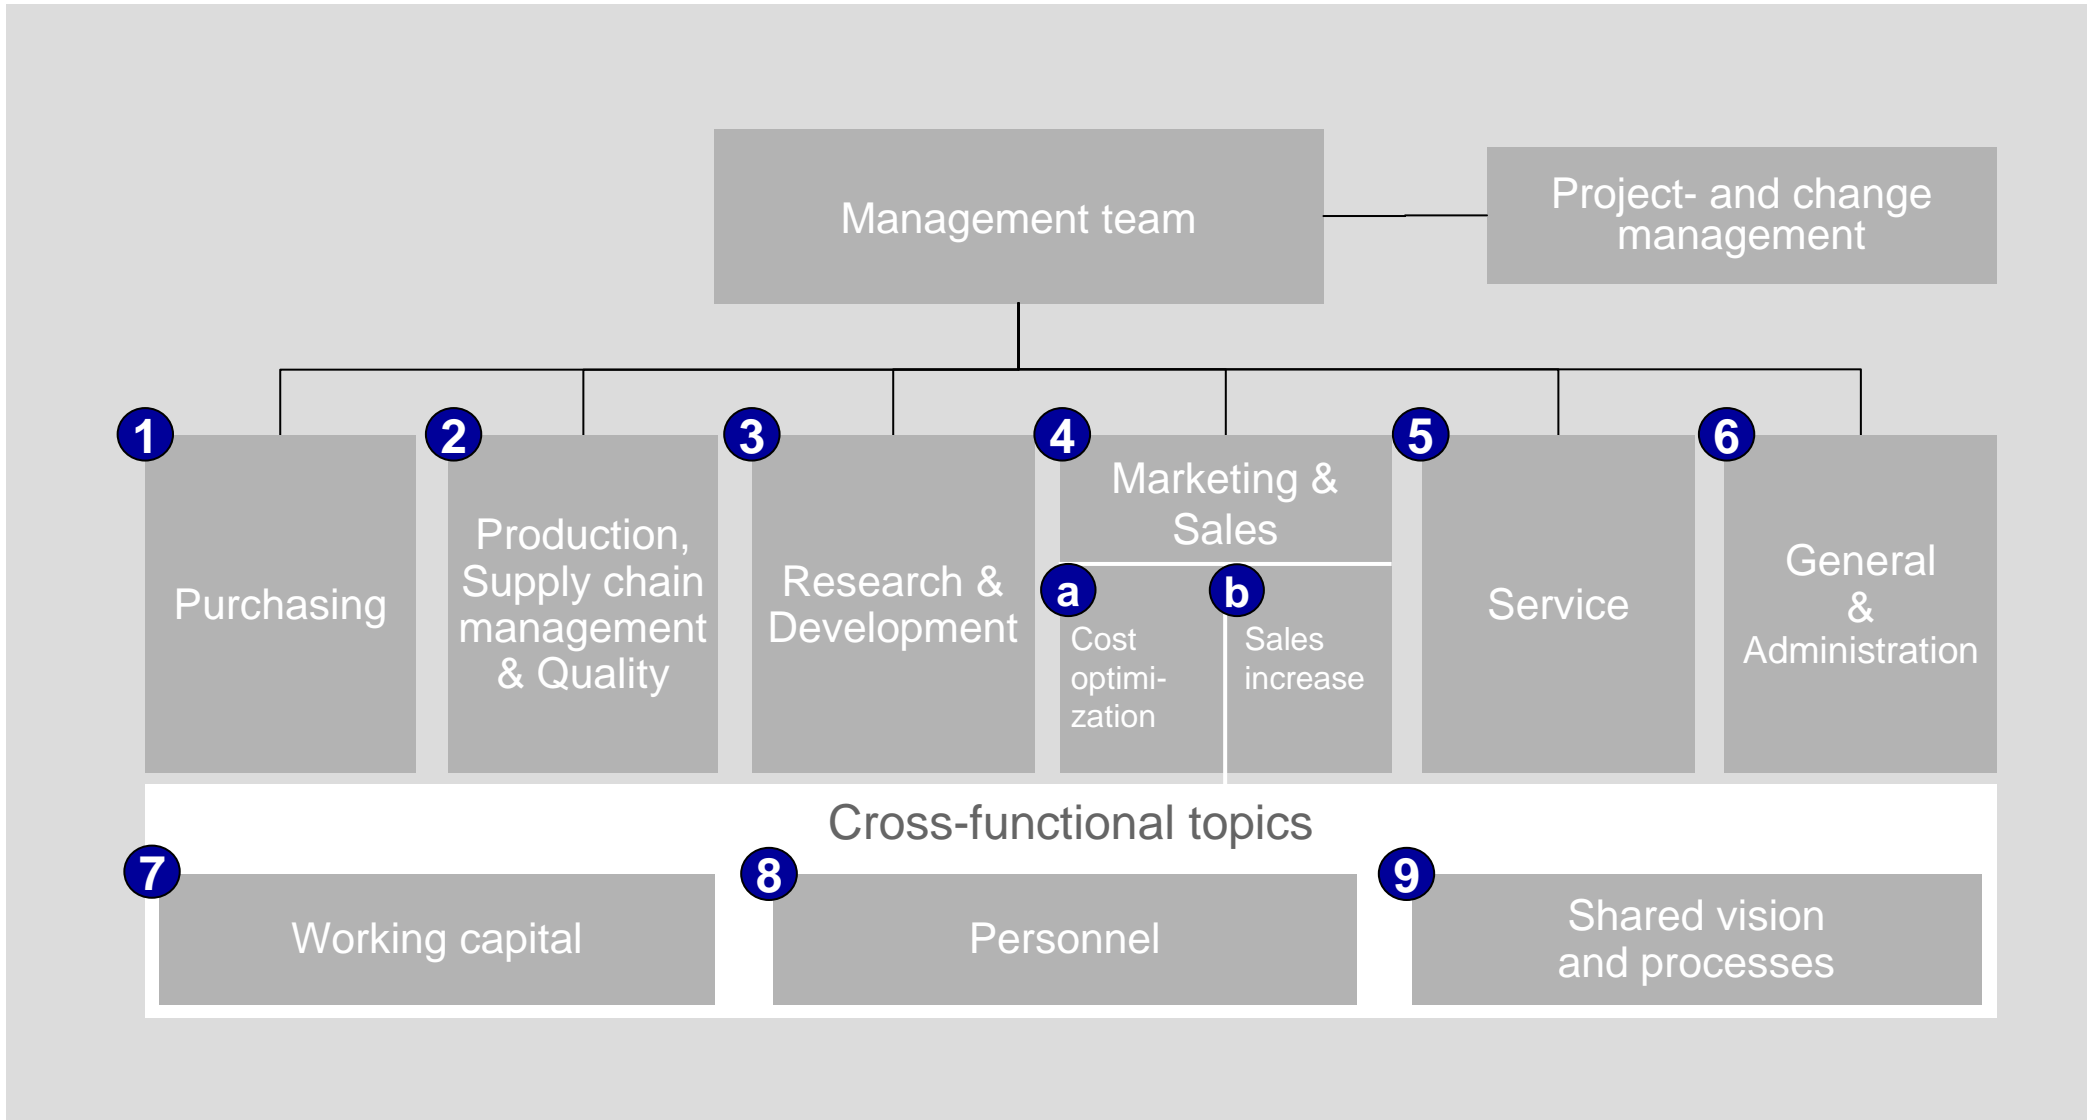 Management team
Project- and change
management
1
Purchasing
2
Production,
Supply chain
management
& Quality
3
Research &
Development
4
Marketing &
Sales
a
Cost
optimi-
zation
b
Sales
increase
5
Service
6
General
&
Administration
Cross-functional topics
7
Working capital
8
Personnel
9
Shared vision
and processes